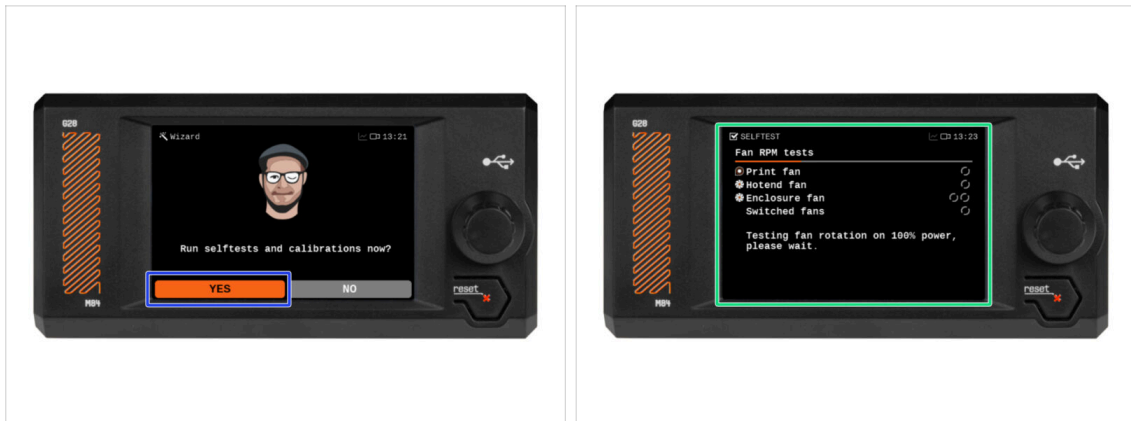 G28
Wizard
13:21
Run selftests and calibrations now?
YES
NO
reset
M84
G28
SELFTEST
13:23
Fan RPM tests
Print fan
Hotend fan
Enclosure fan
Switched fans
Testing fan rotation on 100% power,
please wait.
reset
M84